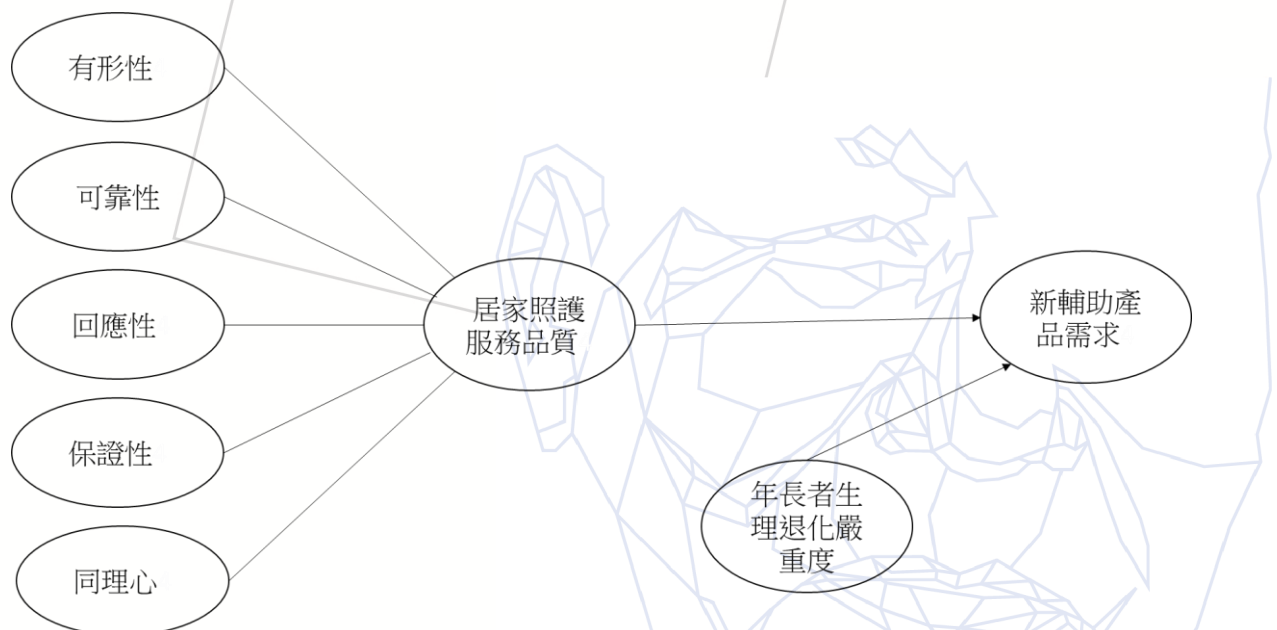 有形性
可靠性
回應性
保證性
同理心
居家照護
服務品質
新輔助產
品需求
年長者生
理退化嚴
重度